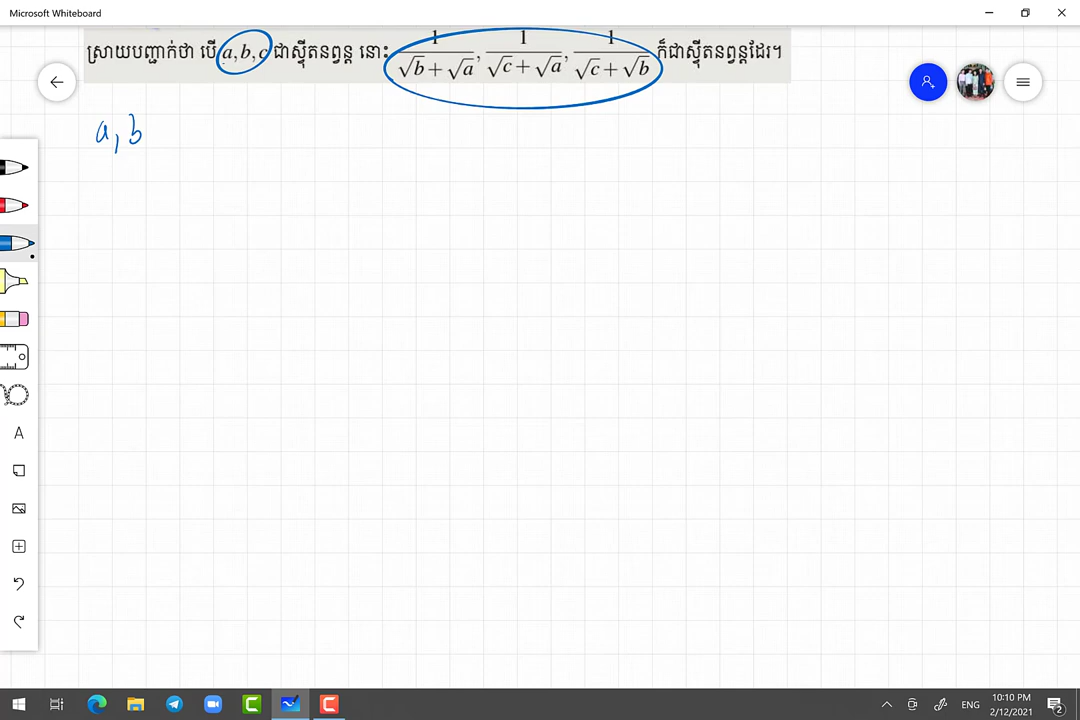 Microsoft Whiteboard
ស្រាយបញ្ជាក់ថា បើ a,b,c ជាស្វ៊ីតនព្វន្ត នោះ 1/(√b + √a), 1/(√c + √a), 1/(√c + √b) ក៏ជាស្វ៊ីតនព្វន្តដែរ។
a, b
A
ENG
10:10 PM
2/12/2021
2